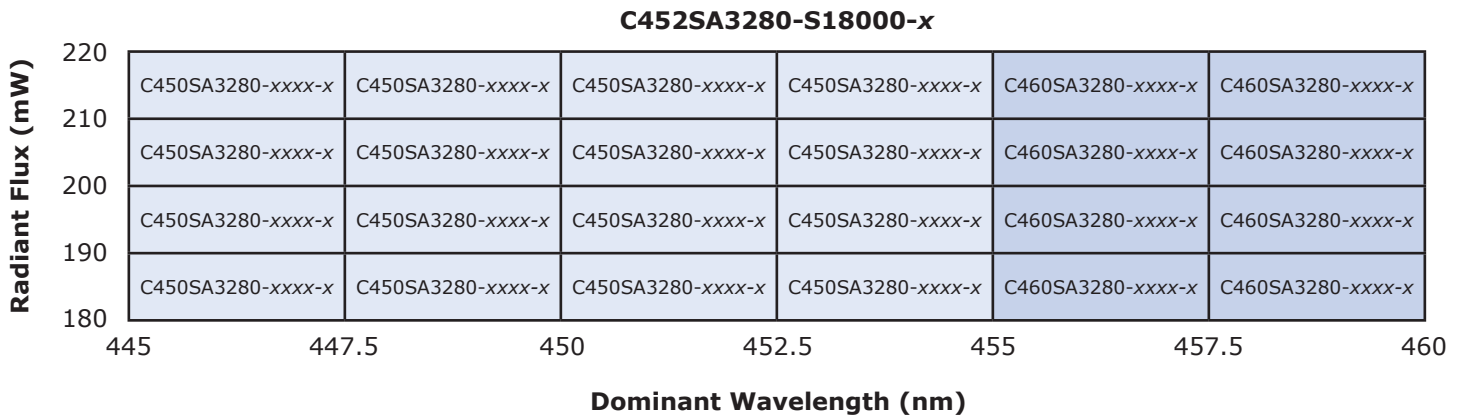 C452SA3280-S18000-x
Radiant Flux (mW)
220
C450SA3280-xxxx-x C450SA3280-xxxx-x C450SA3280-xxxx-x C450SA3280-xxxx-x C460SA3280-xxxx-x C460SA3280-xxxx-x
210
C450SA3280-xxxx-x C450SA3280-xxxx-x C450SA3280-xxxx-x C450SA3280-xxxx-x C460SA3280-xxxx-x C460SA3280-xxxx-x
200
C450SA3280-xxxx-x C450SA3280-xxxx-x C450SA3280-xxxx-x C450SA3280-xxxx-x C460SA3280-xxxx-x C460SA3280-xxxx-x
190
C450SA3280-xxxx-x C450SA3280-xxxx-x C450SA3280-xxxx-x C450SA3280-xxxx-x C460SA3280-xxxx-x C460SA3280-xxxx-x
180
445 447.5 450 452.5 455 457.5 460
Dominant Wavelength (nm)